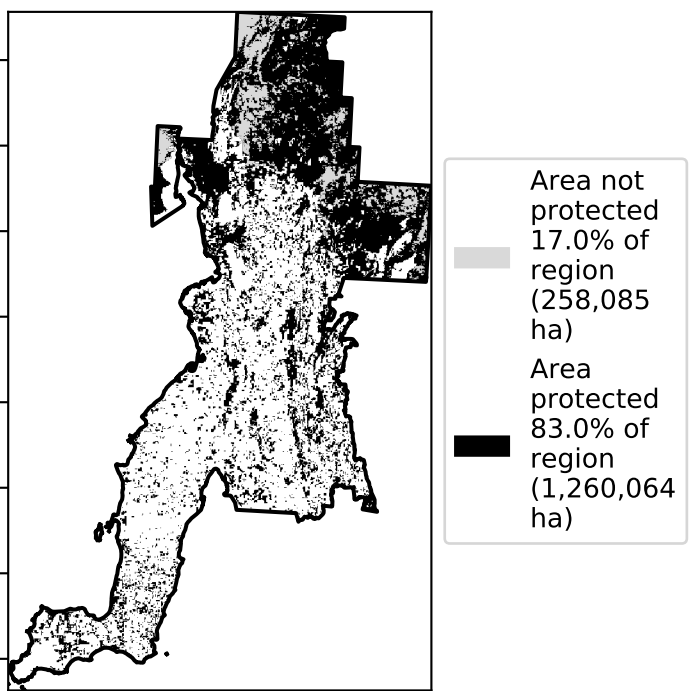 Area not
protected
17.0% of
region
(258,085
ha)
Area
protected
83.0% of
region
(1,260,064
ha)